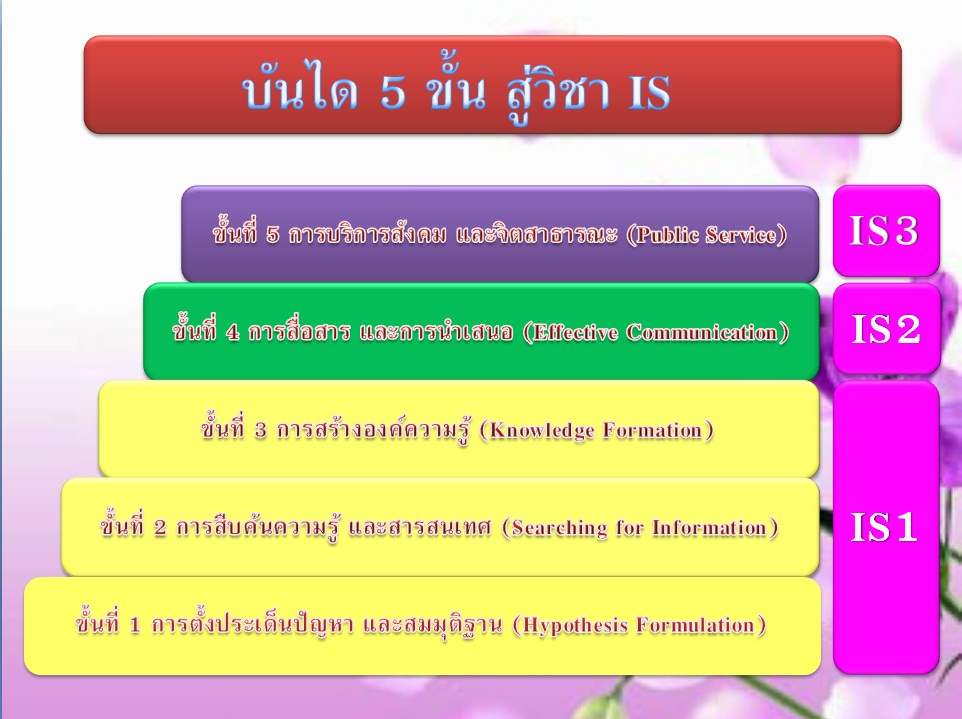 บันได 5 ขั้น สู่วิชา IS
ขั้นที่ 5 การบริการสังคม และจิตสาธารณะ (Public Service)
IS3
ขั้นที่ 4 การสื่อสาร และการนำเสนอ (Effective Communication)
IS2
ขั้นที่ 3 การสร้างองค์ความรู้ (Knowledge Formation)
ขั้นที่ 2 การสืบค้นความรู้ และสารสนเทศ (Searching for Information)
IS1
ขั้นที่ 1 การตั้งประเด็นปัญหา และสมมุติฐาน (Hypothesis Formulation)